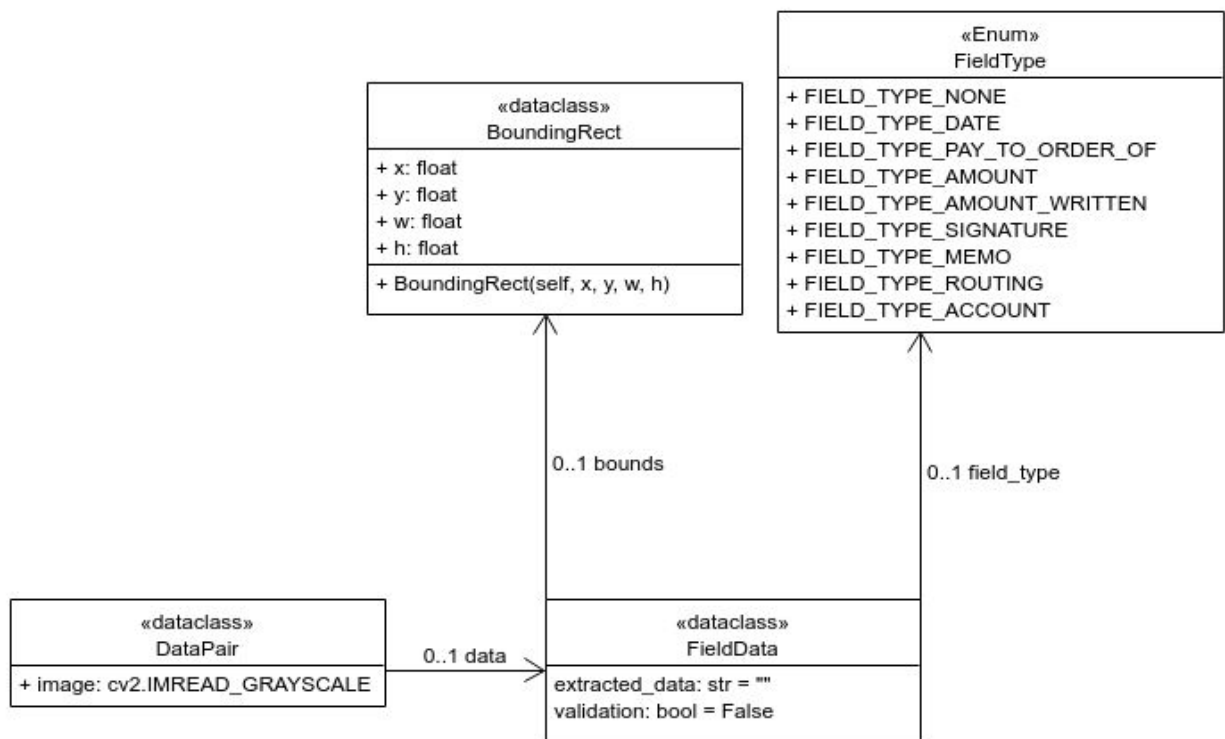 «Enum»
FieldType
+ FIELD_TYPE_NONE
+ FIELD_TYPE_DATE
+ FIELD_TYPE_PAY_TO_ORDER_OF
+ FIELD_TYPE_AMOUNT
+ FIELD_TYPE_AMOUNT_WRITTEN
+ FIELD_TYPE_SIGNATURE
+ FIELD_TYPE_MEMO
+ FIELD_TYPE_ROUTING
+ FIELD_TYPE_ACCOUNT
«dataclass»
BoundingRect
+ x: float
+ y: float
+ w: float
+ h: float
+ BoundingRect(self, x, y, w, h)
0..1 bounds
0..1 field_type
«dataclass»
DataPair
+ image: cv2.IMREAD_GRAYSCALE
0..1 data
«dataclass»
FieldData
extracted_data: str = ""
validation: bool = False